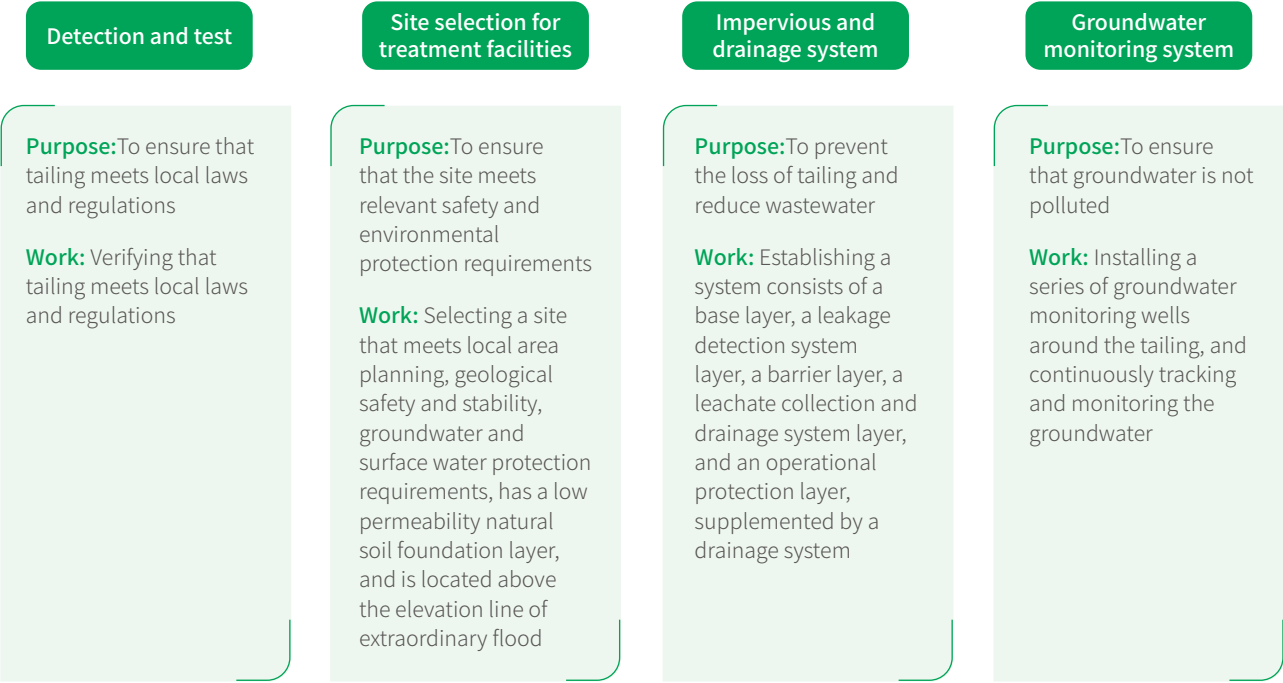 Detection and test
Purpose:To ensure that
tailing meets local laws
and regulations
Work: Verifying that
tailing meets local laws
and regulations
Site selection for
treatment facilities
Purpose:To ensure
that the site meets
relevant safety and
environmental
protection requirements
Work: Selecting a site
that meets local area
planning, geological
safety and stability,
groundwater and
surface water protection
requirements, has a low
permeability natural
soil foundation layer,
and is located above
the elevation line of
extraordinary flood
Impervious and
drainage system
Purpose:To prevent
the loss of tailing and
reduce wastewater
Work: Establishing a
system consists of a
base layer, a leakage
detection system
layer, a barrier layer, a
leachate collection and
drainage system layer,
and an operational
protection layer,
supplemented by a
drainage system
Groundwater
monitoring system
Purpose:To ensure
that groundwater is not
polluted
Work: Installing a
series of groundwater
monitoring wells
around the tailing, and
continuously tracking
and monitoring the
groundwater